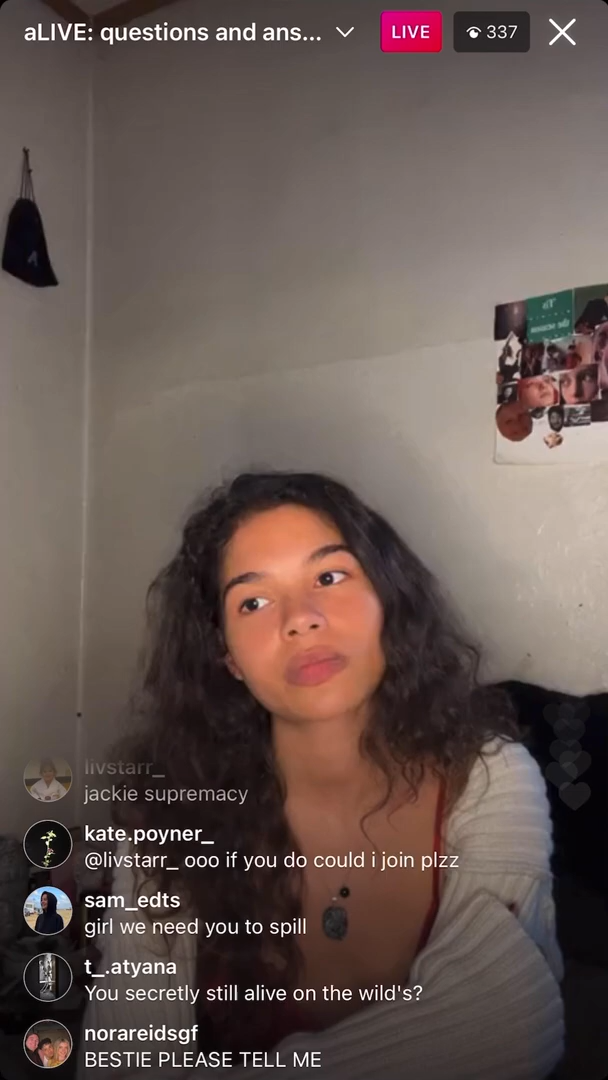 aLIVE: questions and ans...
LIVE
337
livstarr_
jackie supremacy
kate.poyner_
@livstarr_ ooo if you do could i join plzz
sam_edts
girl we need you to spill
t_.atyana
You secretly still alive on the wild's?
norareidsgf
BESTIE PLEASE TELL ME